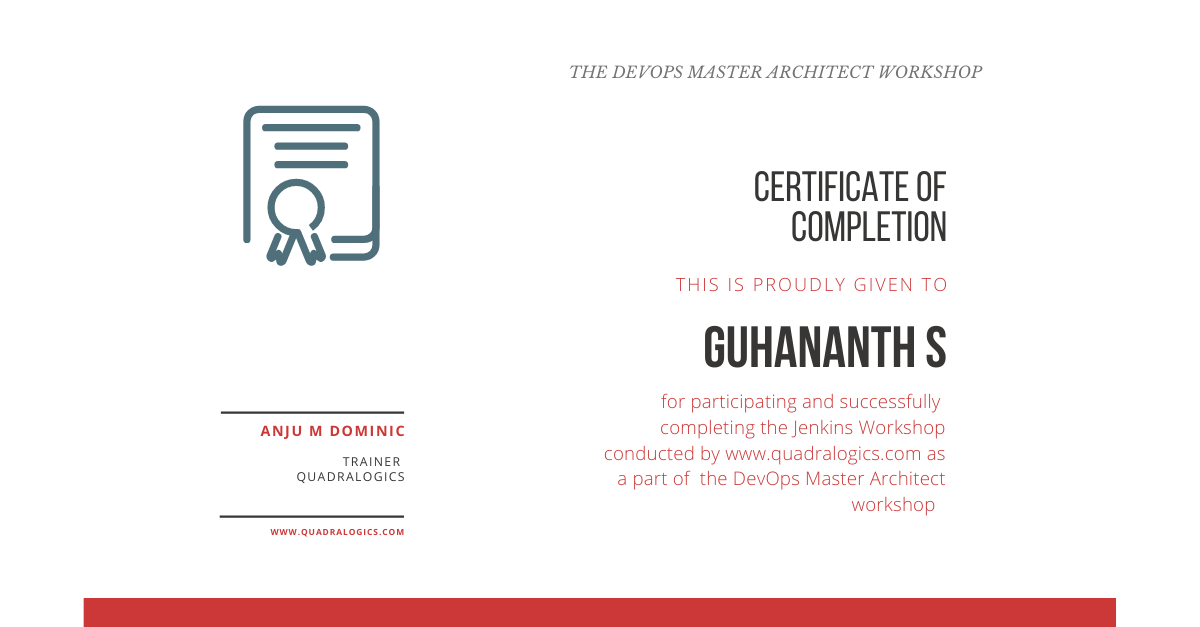 THE DEVOPS MASTER ARCHITECT WORKSHOP
CERTIFICATE OF
COMPLETION
THIS IS PROUDLY GIVEN TO
GUHANANTH S
for participating and successfully
completing the Jenkins Workshop
conducted by www.quadralogics.com as
a part of the DevOps Master Architect
workshop
ANJU M DOMINIC
TRAINER
QUADRALOGICS
WWW.QUADRALOGICS.COM